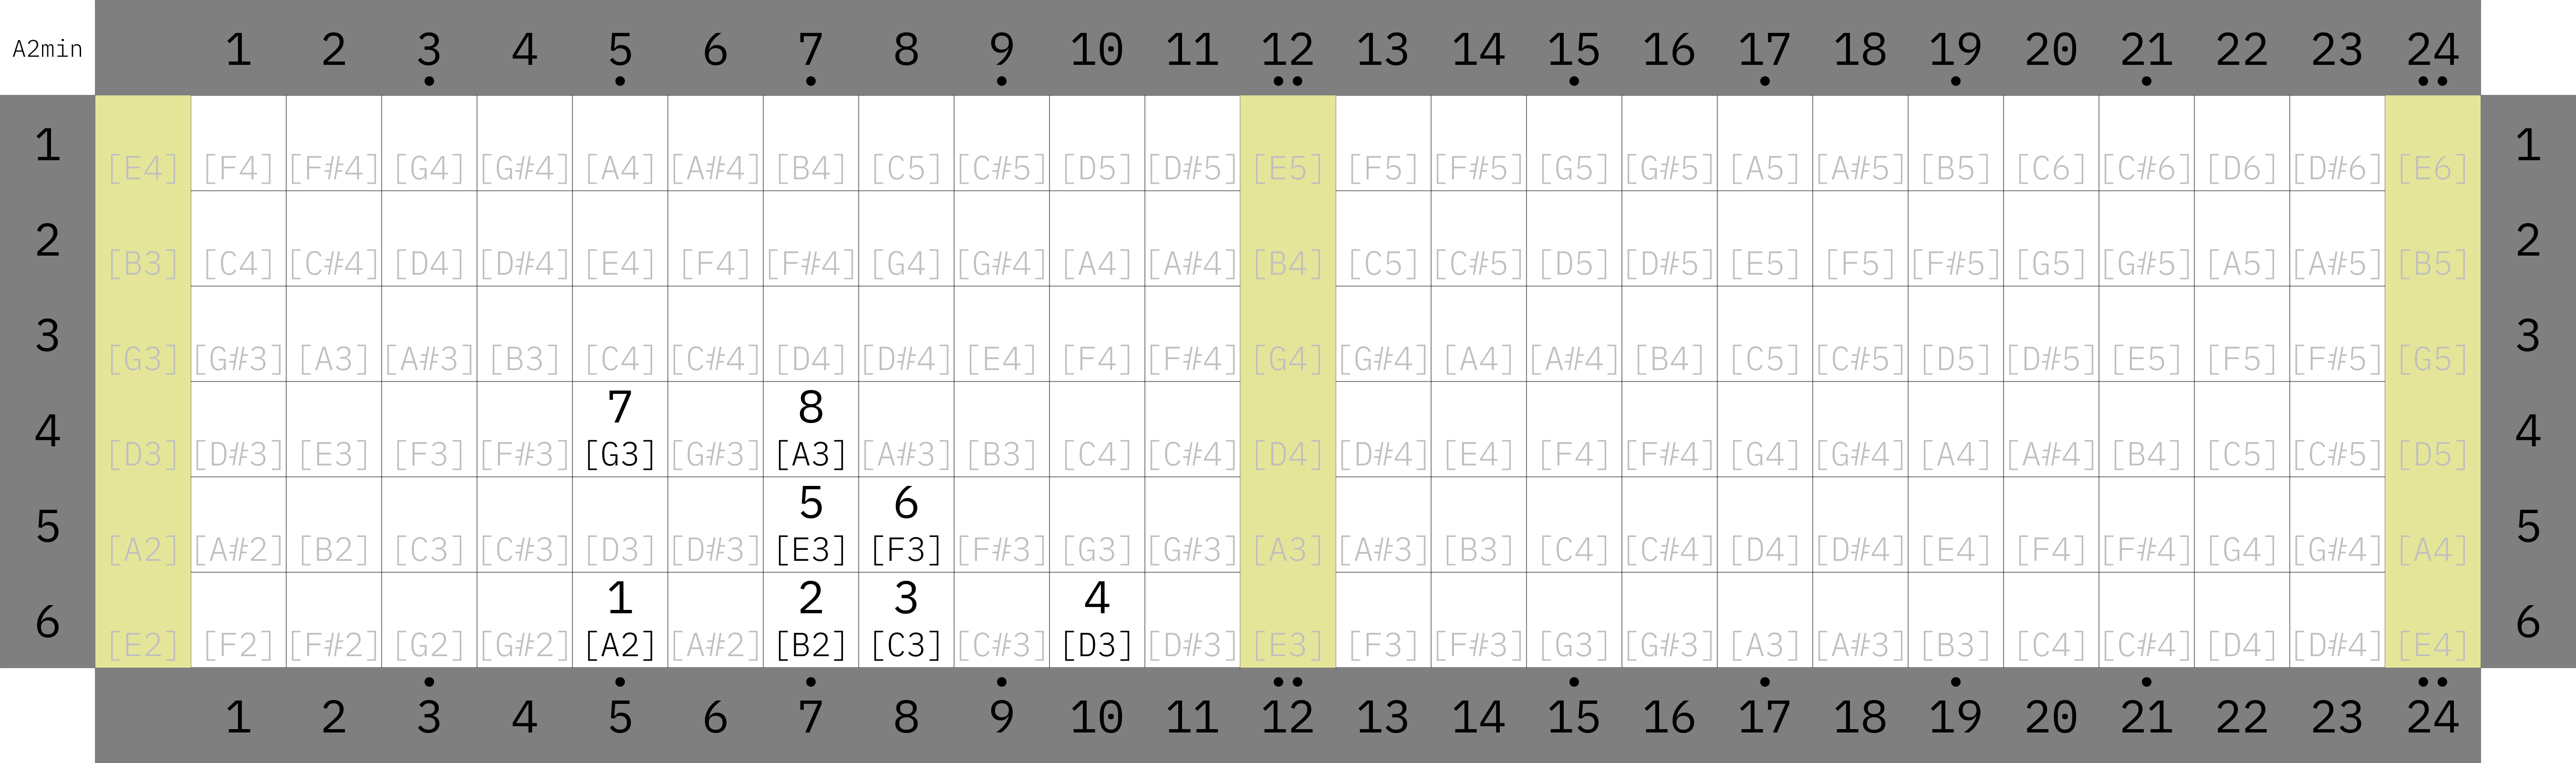 A2min 1 2 3 4 5 6 7 8 9 10 11 12 13 14 15 16 17 18 19 20 21 22 23 24
1 [E4] [F4] [F#4] [G4] [G#4] [A4] [A#4] [B4] [C5] [C#5] [D5] [D#5] [E5] [F5] [F#5] [G5] [G#5] [A5] [A#5] [B5] [C6] [C#6] [D6] [D#6] [E6] 1
2 [B3] [C4] [C#4] [D4] [D#4] [E4] [F4] [F#4] [G4] [G#4] [A4] [A#4] [B4] [C5] [C#5] [D5] [D#5] [E5] [F5] [F#5] [G5] [G#5] [A5] [A#5] [B5] 2
3 [G3] [G#3] [A3] [A#3] [B3] [C4] [C#4] [D4] [D#4] [E4] [F4] [F#4] [G4] [G#4] [A4] [A#4] [B4] [C5] [C#5] [D5] [D#5] [E5] [F5] [F#5] [G5] 3
7 8
4 [D3] [D#3] [E3] [F3] [F#3] [G3] [G#3] [A3] [A#3] [B3] [C4] [C#4] [D4] [D#4] [E4] [F4] [F#4] [G4] [G#4] [A4] [A#4] [B4] [C5] [C#5] [D5] 4
5 6
5 [A2] [A#2] [B2] [C3] [C#3] [D3] [D#3] [E3] [F3] [F#3] [G3] [G#3] [A3] [A#3] [B3] [C4] [C#4] [D4] [D#4] [E4] [F4] [F#4] [G4] [G#4] [A4] 5
1 2 3 4
6 [E2] [F2] [F#2] [G2] [G#2] [A2] [A#2] [B2] [C3] [C#3] [D3] [D#3] [E3] [F3] [F#3] [G3] [G#3] [A3] [A#3] [B3] [C4] [C#4] [D4] [D#4] [E4] 6
1 2 3 4 5 6 7 8 9 10 11 12 13 14 15 16 17 18 19 20 21 22 23 24